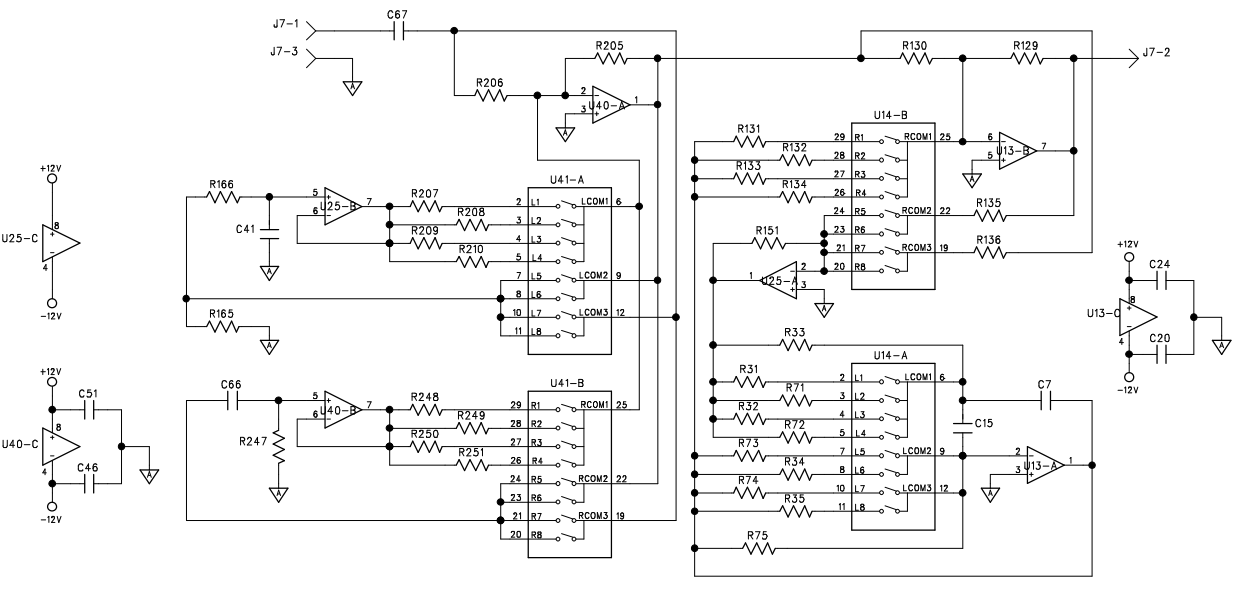 J7-1
C67
J7-3
R205
R206
2
3
U40-A
1
R130
R129
J7-2
U14-B
R131
29 R1
RCOM1 25
R132
28 R2
R133
27 R3
R134
26 R4
24 R5
RCOM2 22
R135
23 R6
R151
21 R7
RCOM3 19
R136
20 R8
6
5
U13-B
7
1
2
3
U25-A
+12V
8
U25-C
4
-12V
R166
C41
5
6
U25-B
7
R207
R208
R209
R210
R165
U41-A
2 L1
LCOM1 6
3 L2
4 L3
5 L4
7 L5
LCOM2 9
8 L6
10 L7
LCOM3 12
11 L8
+12V
C24
8
U13-C
4
C20
-12V
+12V
C51
8
U40-C
4
C46
-12V
C66
R247
5
6
U40-B
7
R248
R249
R250
R251
U41-B
29 R1
RCOM1 25
28 R2
27 R3
26 R4
24 R5
RCOM2 22
23 R6
21 R7
RCOM3 19
20 R8
R33
U14-A
R31
2 L1
LCOM1 6
R71
3 L2
R32
4 L3
R72
5 L4
R73
7 L5
LCOM2 9
R34
8 L6
R74
10 L7
LCOM3 12
R35
11 L8
R75
C7
C15
2
3
U13-A
1